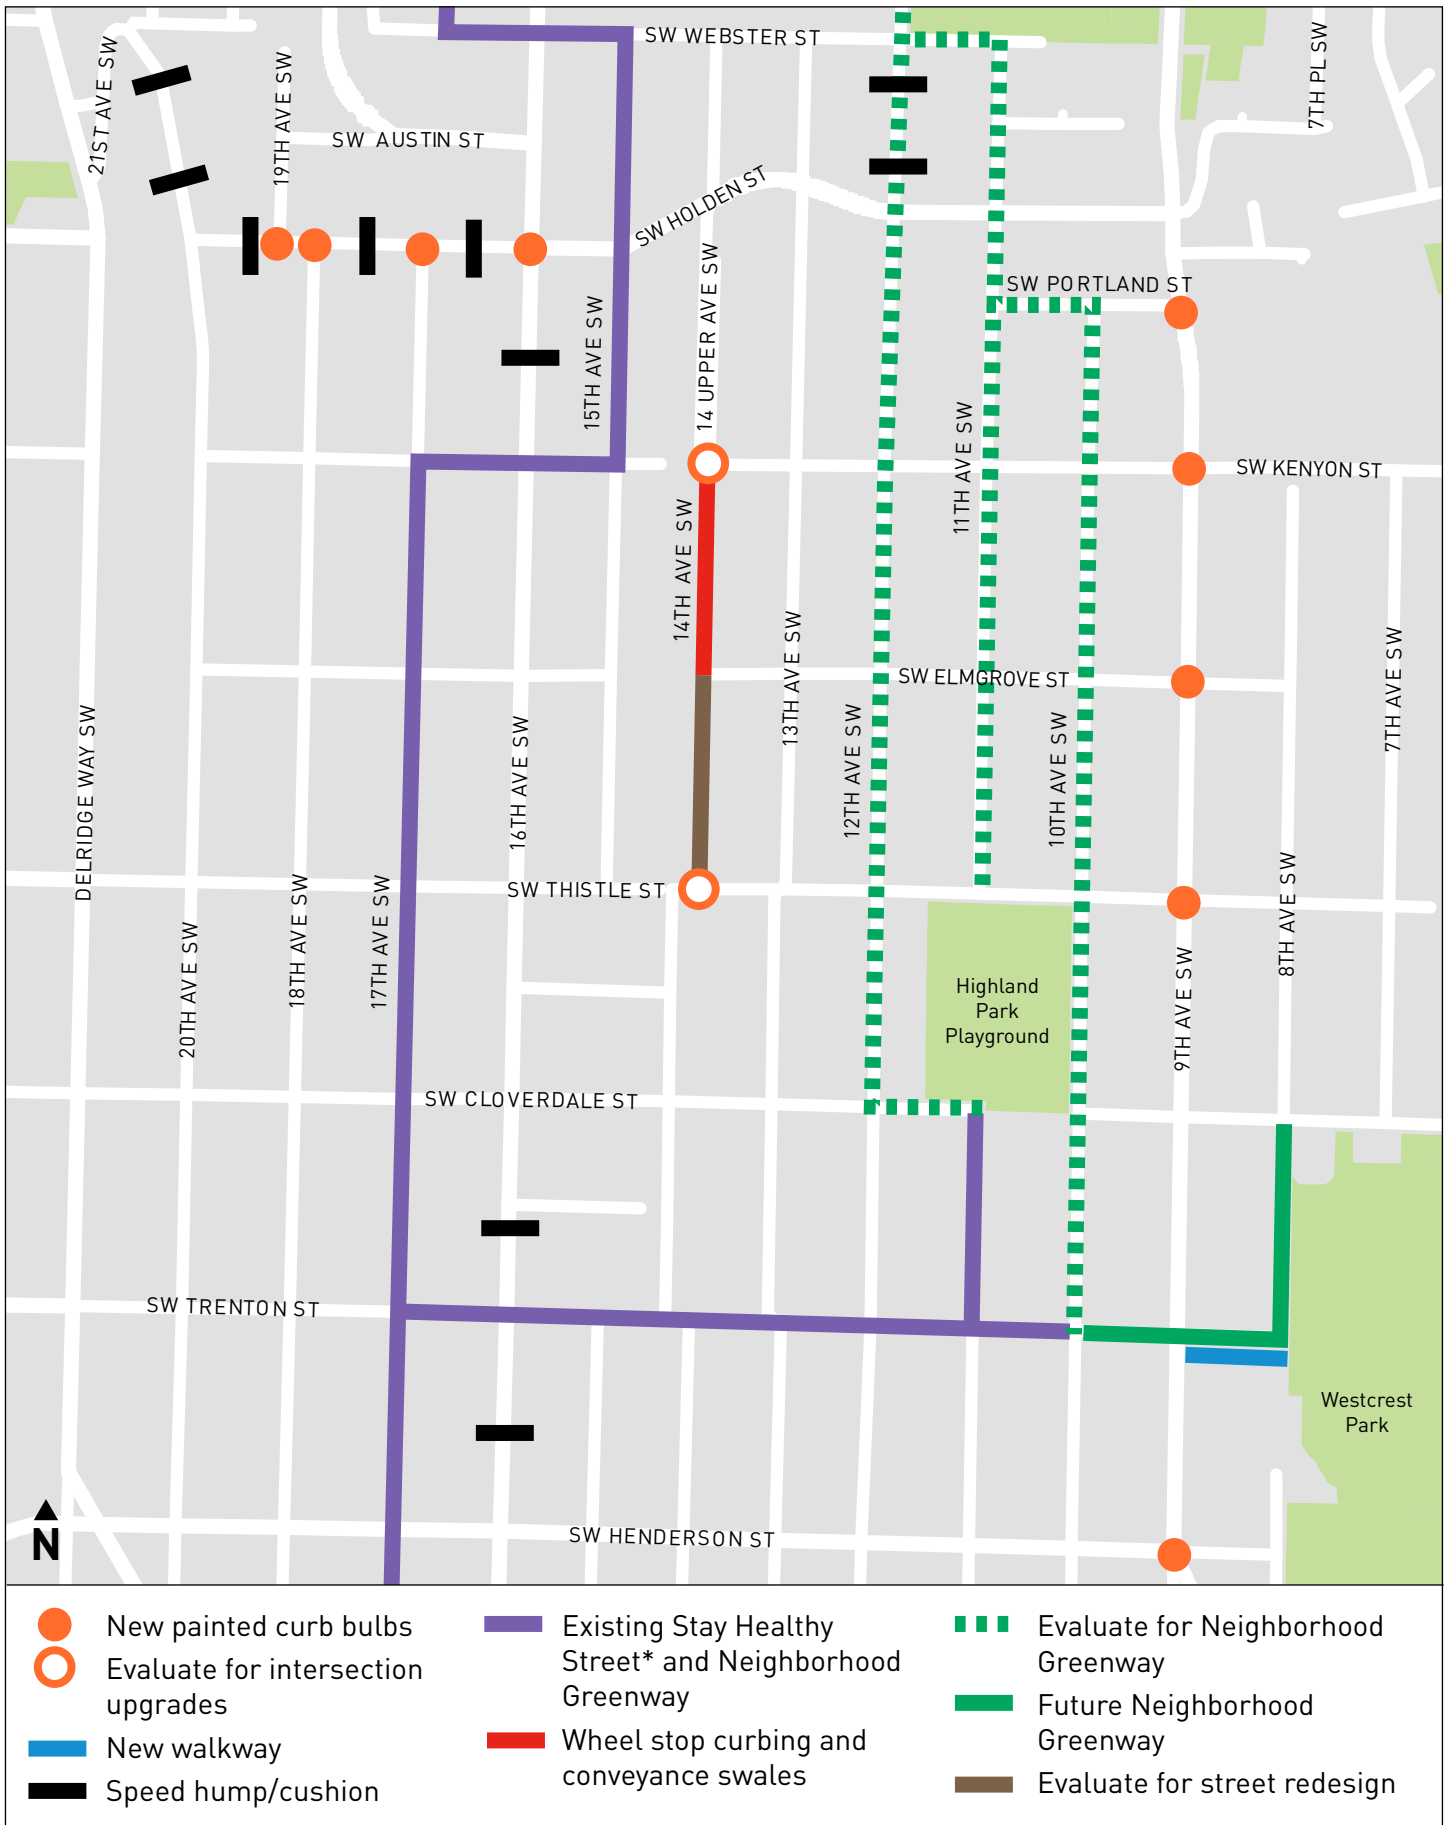 SW WEBSTER ST
21ST AVE SW
19TH AVE SW
7TH PL SW
SW AUSTIN ST
SW HOLDEN ST
14 UPPER AVE SW
SW PORTLAND ST
15TH AVE SW
11TH AVE SW
SW KENYON ST
14TH AVE SW
13TH AVE SW
SW ELMGROVE ST
7TH AVE SW
DELRIDGE WAY SW
16TH AVE SW
12TH AVE SW
10TH AVE SW
SW THISTLE ST
8TH AVE SW
20TH AVE SW
18TH AVE SW
17TH AVE SW
9TH AVE SW
Highland
Park
Playground
SW CLOVERDALE ST
SW TRENTON ST
Westcrest
Park
N
SW HENDERSON ST
New painted curb bulbs
Evaluate for intersection
upgrades
New walkway
Speed hump/cushion
Existing Stay Healthy
Street* and Neighborhood
Greenway
Wheel stop curbing and
conveyance swales
Evaluate for Neighborhood
Greenway
Future Neighborhood
Greenway
Evaluate for street redesign